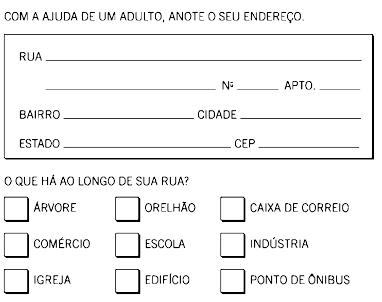 COM A AJUDA DE UM ADULTO, ANOTE O SEU ENDEREÇO.
RUA
Nº APTO.
BAIRRO CIDADE
ESTADO CEP
O QUE HÁ AO LONGO DE SUA RUA?
ÁRVORE ORELHÃO CAIXA DE CORREIO
COMÉRCIO ESCOLA INDÚSTRIA
IGREJA EDIFÍCIO PONTO DE ÔNIBUS